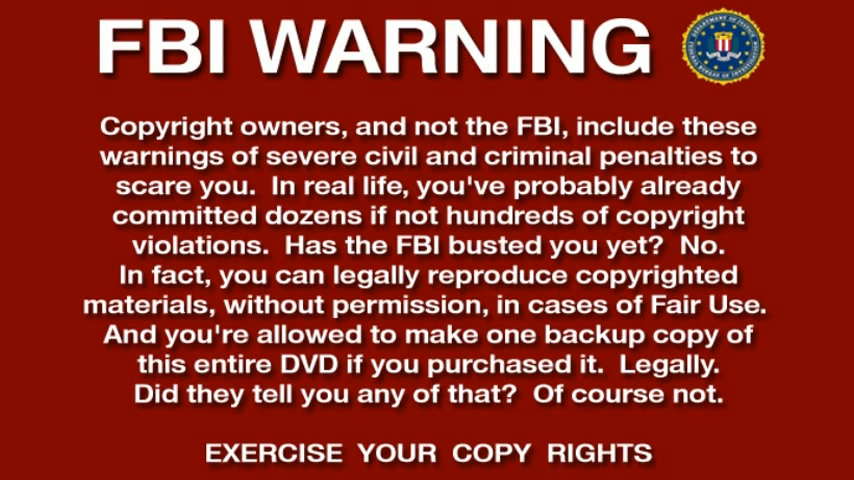 FBI WARNING
Copyright owners, and not the FBI, include these
warnings of severe civil and criminal penalties to
scare you.  In real life, you've probably already
committed dozens if not hundreds of copyright
violations.  Has the FBI busted you yet?  No.
In fact, you can legally reproduce copyrighted
materials, without permission, in cases of Fair Use.
And you're allowed to make one backup copy of
this entire DVD if you purchased it.  Legally.
Did they tell you any of that?  Of course not.
EXERCISE  YOUR  COPY  RIGHTS